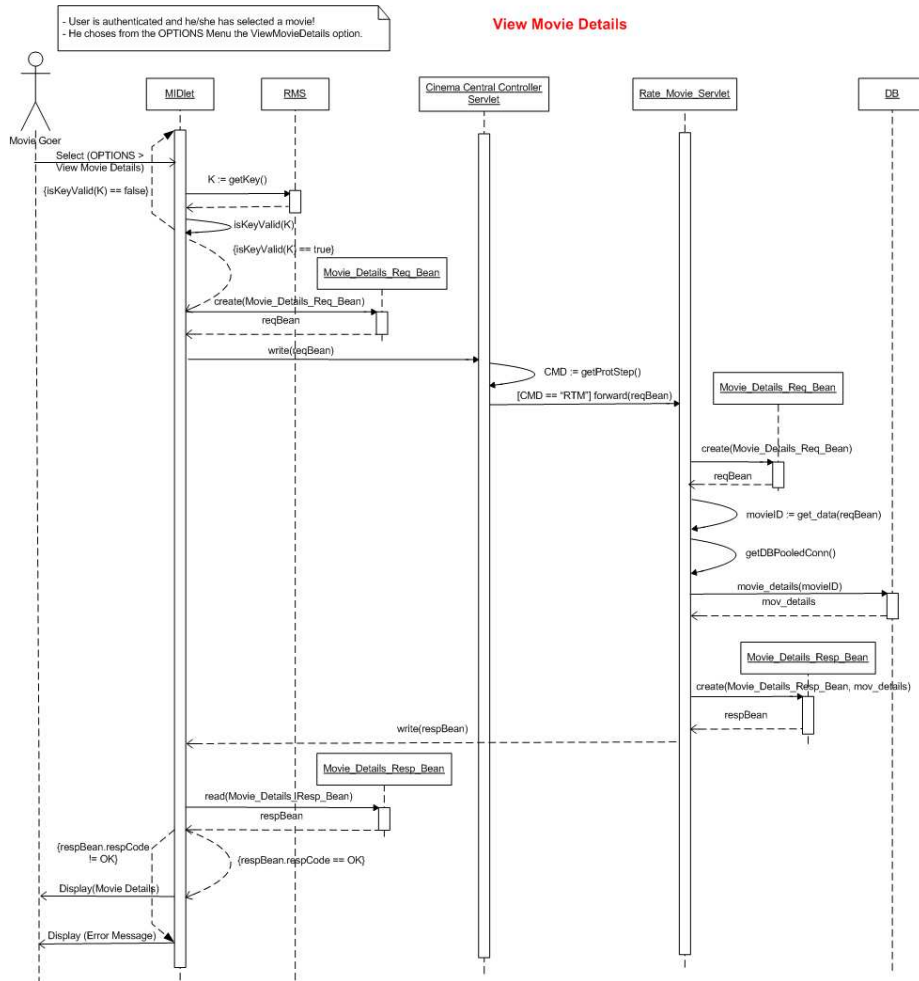 - User is authenticated and he/she has selected a movie!
- He choses from the OPTIONS Menu the ViewMovieDetails option.
View Movie Details
Movie Goer
MIDlet
RMS
Cinema Central Controller
Servlet
Rate_Movie_Servlet
DB
Select (OPTIONS >
View Movie Details)
{isKeyValid(K) == false}
K := getKey()
isKeyValid(K)
{isKeyValid(K) == true}
Movie_Details_Req_Bean
create(Movie_Details_Req_Bean)
reqBean
write(reqBean)
CMD := getProtStep()
[CMD == "RTM"] forward(reqBean)
Movie_Details_Req_Bean
create(Movie_Details_Req_Bean)
reqBean
movieID := get_data(reqBean)
getDBPooledConn()
movie_details(movieID)
mov_details
Movie_Details_Resp_Bean
create(Movie_Details_Resp_Bean, mov_details)
respBean
write(respBean)
Movie_Details_Resp_Bean
read(Movie_Details_Resp_Bean)
respBean
{respBean.respCode
!= OK}
{respBean.respCode == OK}
Display(Movie Details)
Display (Error Message)